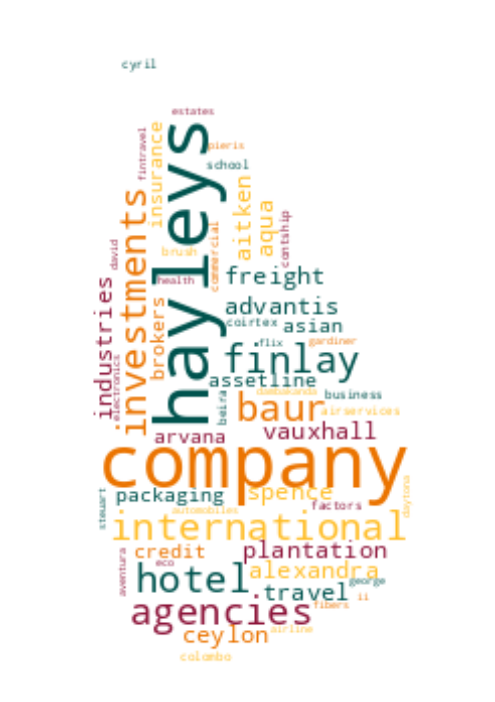 cyril
estates
fintravel
insurance
hayleys
pieris
school
investments
aitken
aqua
contship
david
brush
commercial
health
freight
industries
brokers
advantis
coirtex
asian
flix
gardiner
finlay
electronics
assetline
beira
dambakanda
business
baur
airservices
arvana
vauxhall
company
steuart
packaging
spence
factors
daytona
automobiles
international
credit
plantation
aventura
eco
hotel
alexandra
george
travel
ii
agencies
fibers
ceylon
airline
colombo